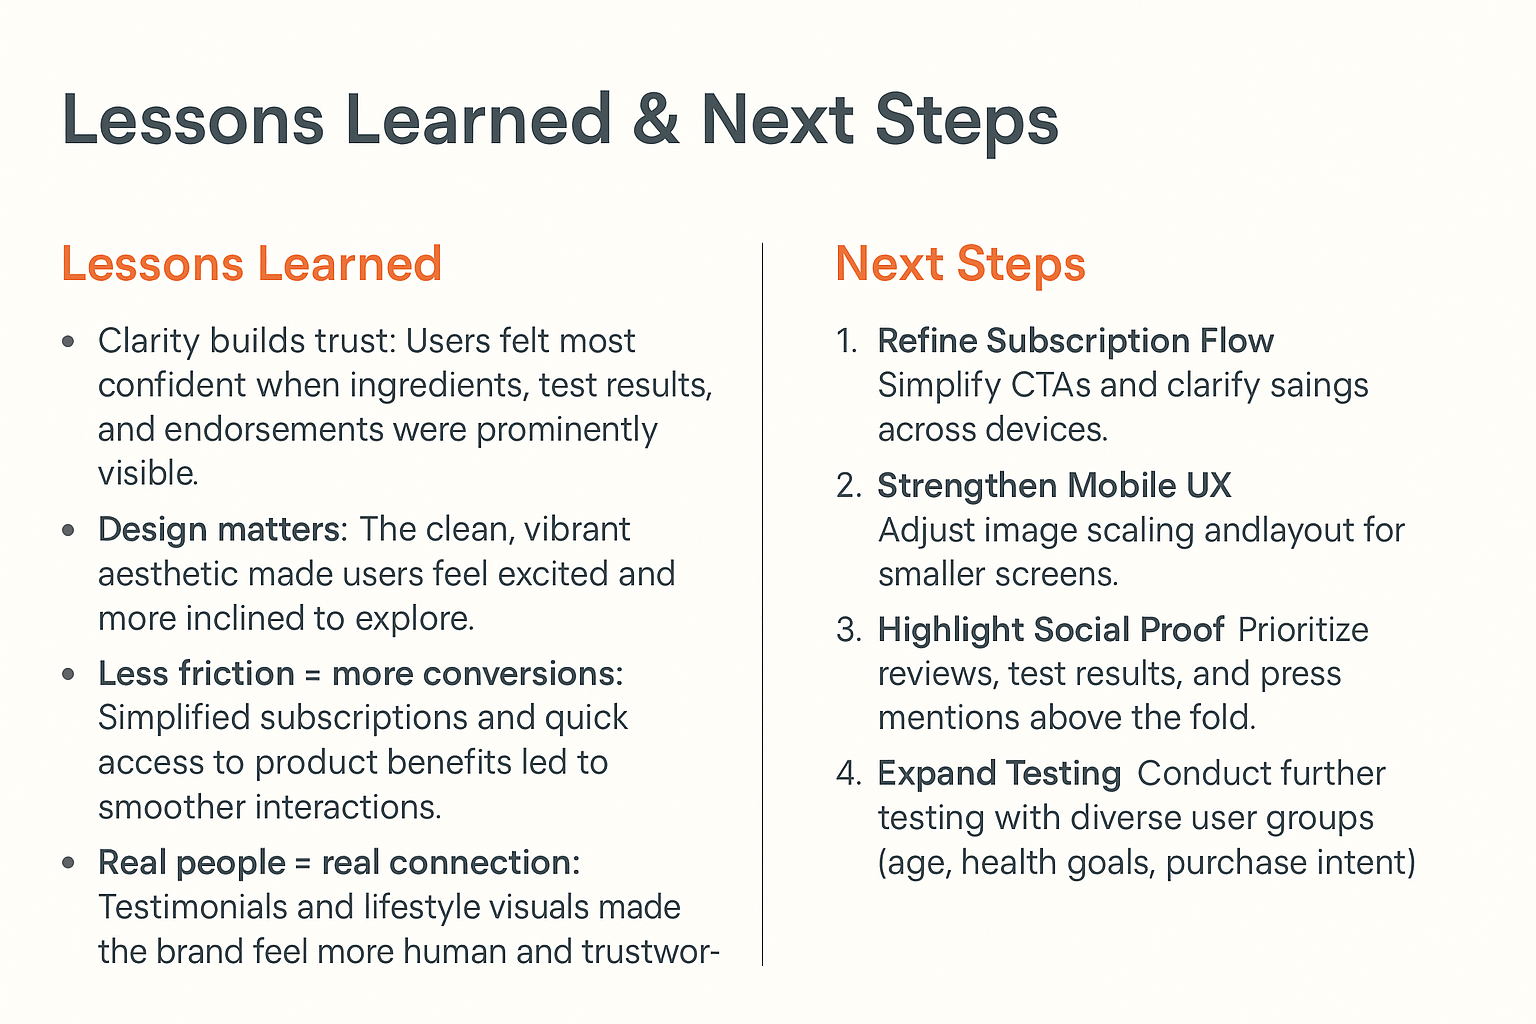 Lessons Learned & Next Steps
Lessons Learned
• Clarity builds trust: Users felt most
confident when ingredients, test results,
and endorsements were prominently
visible.
• Design matters: The clean, vibrant
aesthetic made users feel excited and
more inclined to explore.
• Less friction = more conversions:
Simplified subscriptions and quick
access to product benefits led to
smoother interactions.
• Real people = real connection:
Testimonials and lifestyle visuals made
the brand feel more human and trustwor-
Next Steps
1. Refine Subscription Flow
Simplify CTAs and clarify saings
across devices.
2. Strengthen Mobile UX
Adjust image scaling andlayout for
smaller screens.
3. Highlight Social Proof Prioritize
reviews, test results, and press
mentions above the fold.
4. Expand Testing Conduct further
testing with diverse user groups
(age, health goals, purchase intent)